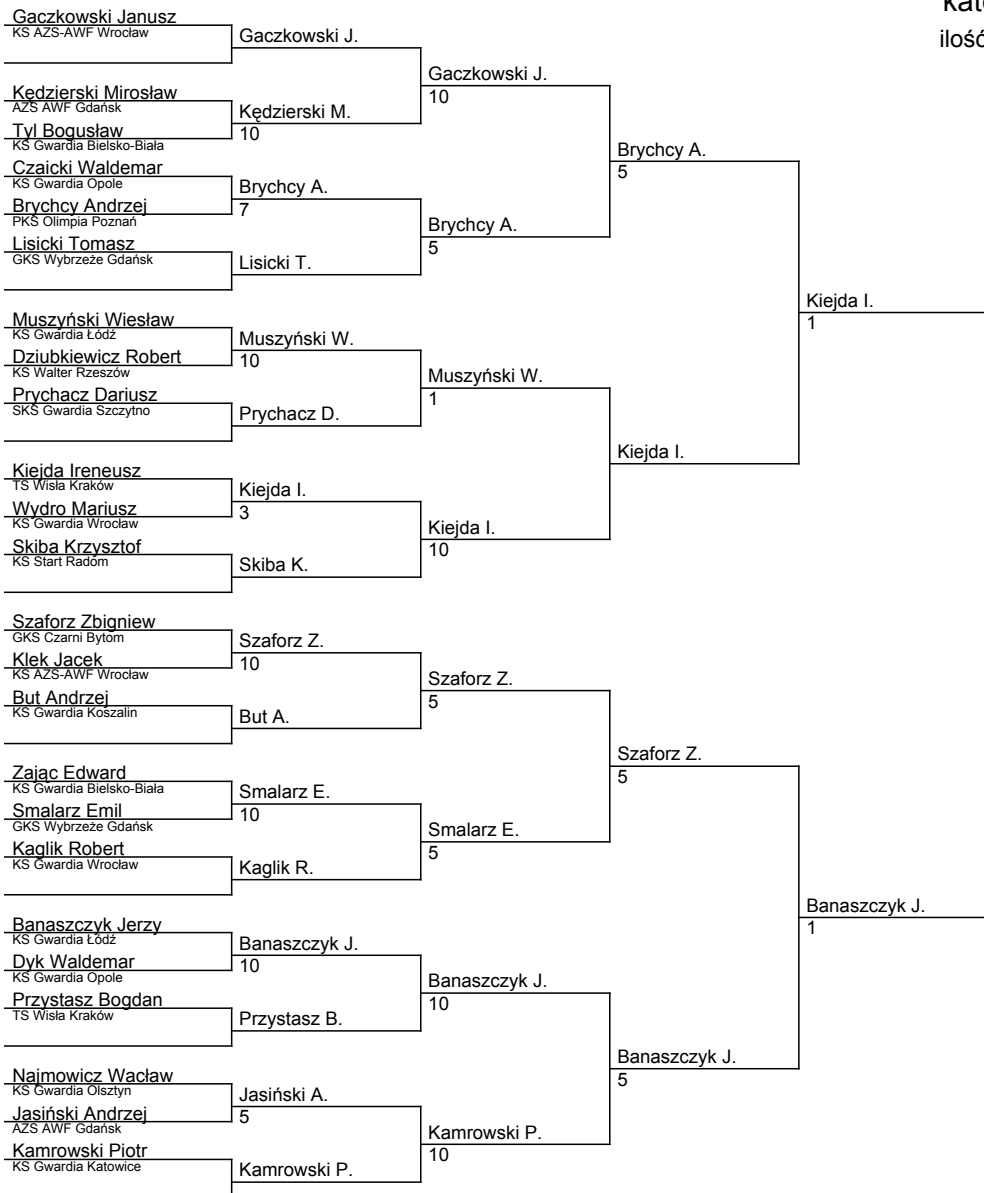 Gaczkowski Janusz
KS AZS-AWF Wrocław
Kędzierski Mirosław
AZS AWF Gdańsk
Tyl Bogusław
KS Gwardia Bielsko-Biała
Czaicki Waldemar
KS Gwardia Opole
Brychcy Andrzej
PKS Olimpia Poznań
Lisicki Tomasz
GKS Wybrzeże Gdańsk
Muszyński Wiesław
KS Gwardia Łódź
Dziubkiewicz Robert
KS Walter Rzeszów
Prychacz Dariusz
SKS Gwardia Szczytno
Kiejda Ireneusz
TS Wisła Kraków
Wydro Mariusz
KS Gwardia Wrocław
Skiba Krzysztof
KS Start Radom
Szaforz Zbigniew
GKS Czarni Bytom
Klek Jacek
KS AZS-AWF Wrocław
But Andrzej
KS Gwardia Koszalin
Zając Edward
KS Gwardia Bielsko-Biała
Smalarz Emil
GKS Wybrzeże Gdańsk
Kaglik Robert
KS Gwardia Wrocław
Banaszczyk Jerzy
KS Gwardia Łódź
Dyk Waldemar
KS Gwardia Opole
Przystasz Bogdan
TS Wisła Kraków
Najmowicz Wacław
KS Gwardia Olsztyn
Jasiński Andrzej
AZS AWF Gdańsk
Kamrowski Piotr
KS Gwardia Katowice
Gaczkowski J.
Kędzierski M.
10
Brychcy A.
7
Lisicki T.
Muszyński W.
10
Prychacz D.
Kiejda I.
3
Skiba K.
Szaforz Z.
10
But A.
Smalarz E.
10
Kaglik R.
Banaszczyk J.
10
Przystasz B.
Jasiński A.
5
Kamrowski P.
Gaczkowski J.
10
Brychcy A.
5
Muszyński W.
1
Kiejda I.
10
Szaforz Z.
5
Smalarz E.
5
Banaszczyk J.
10
Kamrowski P.
10
Brychcy A.
5
Kiejda I.
Szaforz Z.
5
Banaszczyk J.
5
Kiejda I.
1
Banaszczyk J.
1
ilość